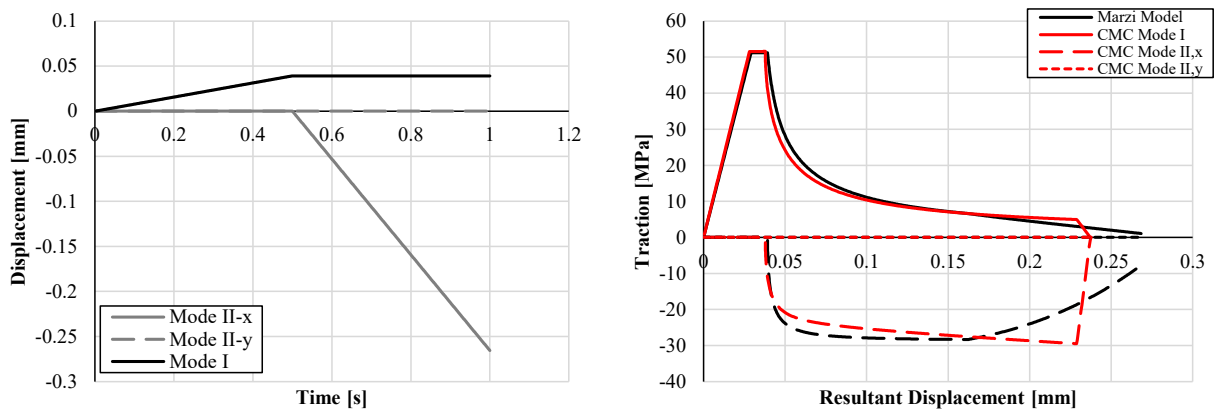 0.1
0.05
0
-0.05
-0.1
-0.15
-0.2
-0.25
-0.3
0 0.2 0.4 0.6 0.8 1 1.2
Displacement [mm]
Time [s]
Mode II-x
Mode II-y
Mode I
60
50
40
30
20
10
0
-10
-20
-30
-40
0 0.05 0.1 0.15 0.2 0.25 0.3
Traction [MPa]
Resultant Displacement [mm]
Marzi Model
CMC Mode I
CMC Mode II,x
CMC Mode II,y